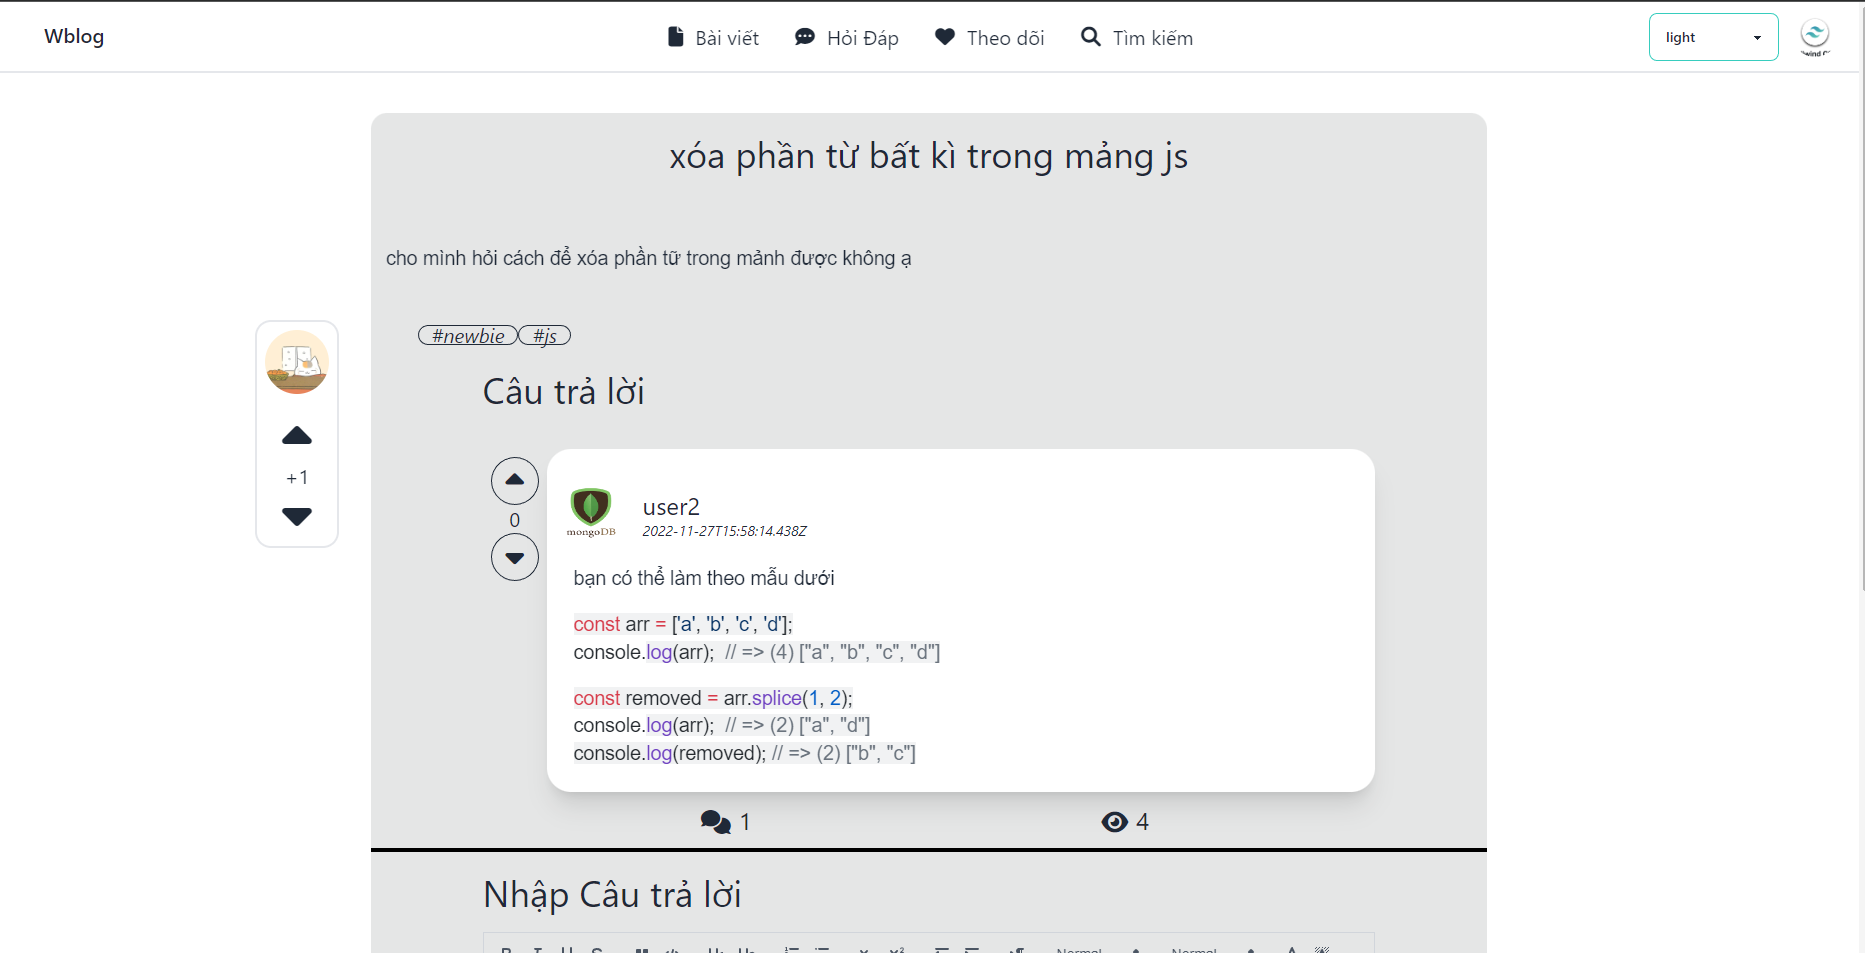 Wblog
Bài viết
Hỏi Đáp
Theo dõi
Tìm kiếm
light
xóa phần từ bất kì trong mảng js
cho mình hỏi cách để xóa phần tữ trong mảnh được không ạ
#newbie #js
Câu trả lời
+1
0
mongoDB
user2
2022-11-27T15:58:14.438Z
bạn có thể làm theo mẫu dưới
const arr = ['a', 'b', 'c', 'd'];
console.log(arr);  // => (4) ["a", "b", "c", "d"]
const removed = arr.splice(1, 2);
console.log(arr);  // => (2) ["a", "d"]
console.log(removed); // => (2) ["b", "c"]
1
4
Nhập Câu trả lời
Normal
Normal